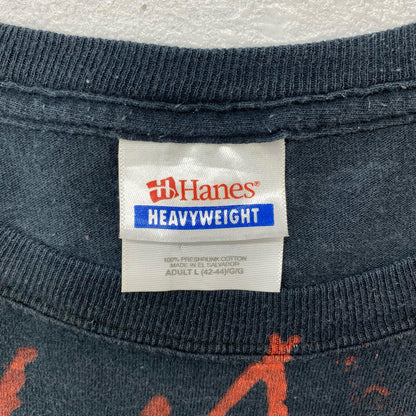 Hanes®
HEAVYWEIGHT
100% PRESHRUNK COTTON
MADE IN EL SALVADOR
ADULT L (42-44)/G/G